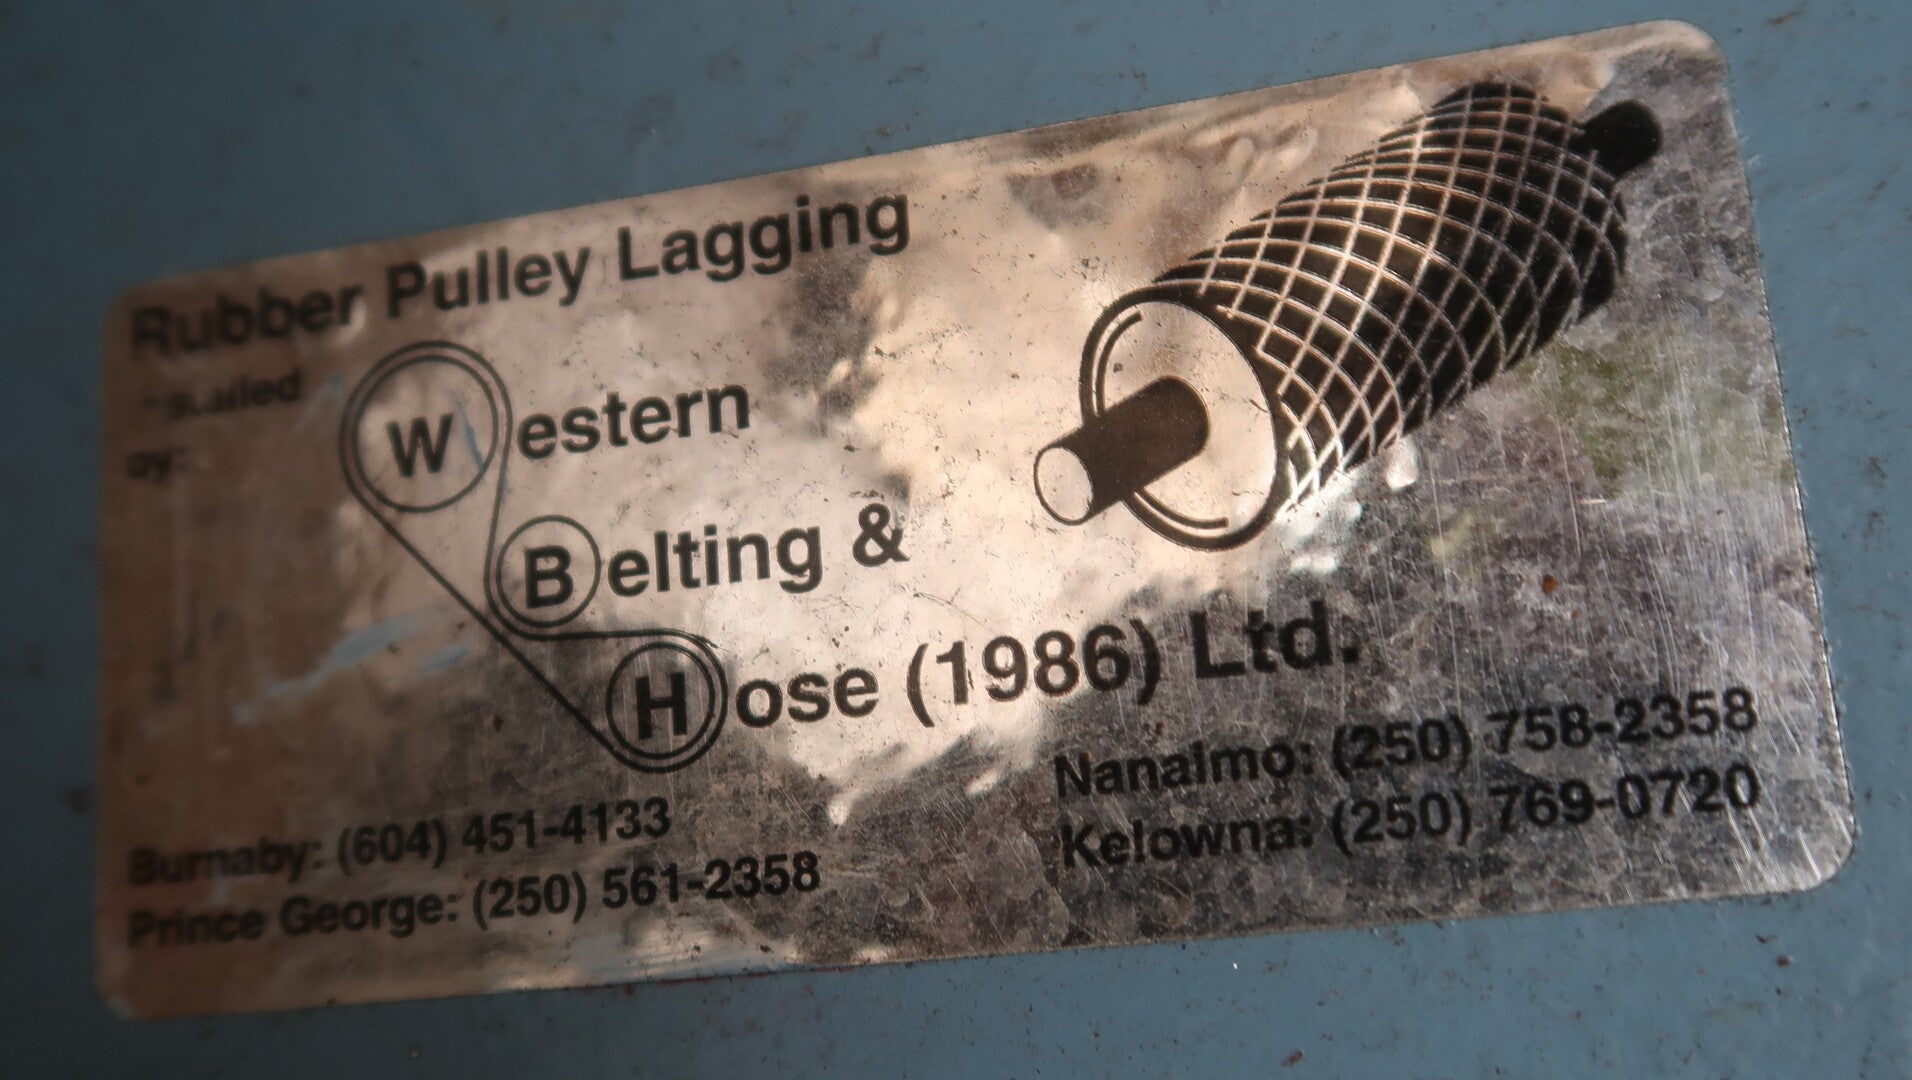 Rubber Pulley Lagging
Installed
by:
Western
Belting &
Hose (1986) Ltd.
Burnaby: (604) 451-4133
Prince George: (250) 561-2358
Nanaimo: (250) 758-2358
Kelowna: (250) 769-0720